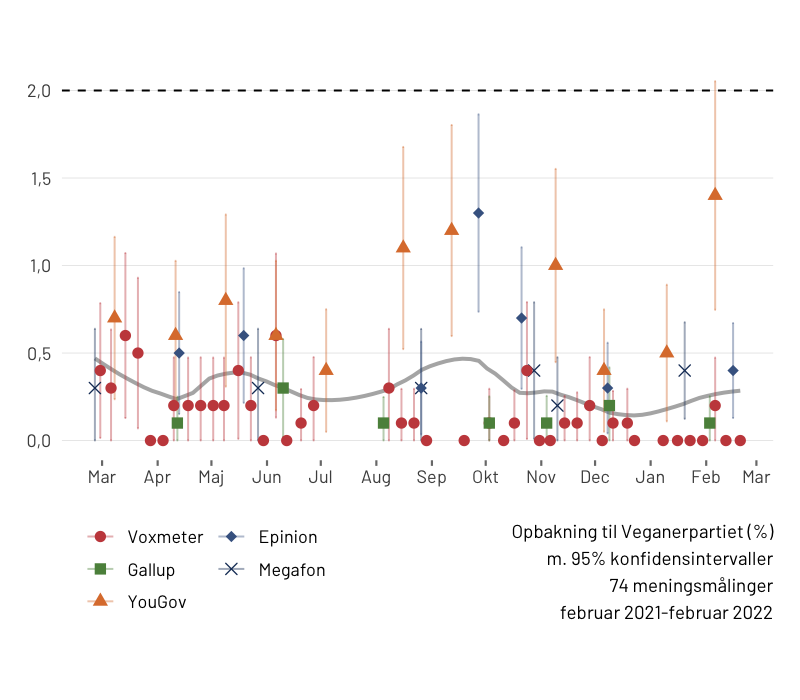 2,0
1,5
1,0
0,5
0,0
Mar Apr Maj Jun Jul Aug Sep Okt Nov Dec Jan Feb Mar
Voxmeter Epinion
Gallup Megafon
YouGov
Opbakning til Veganerpartiet (%)
m. 95% konfidensintervaller
74 meningsmålinger
februar 2021-februar 2022